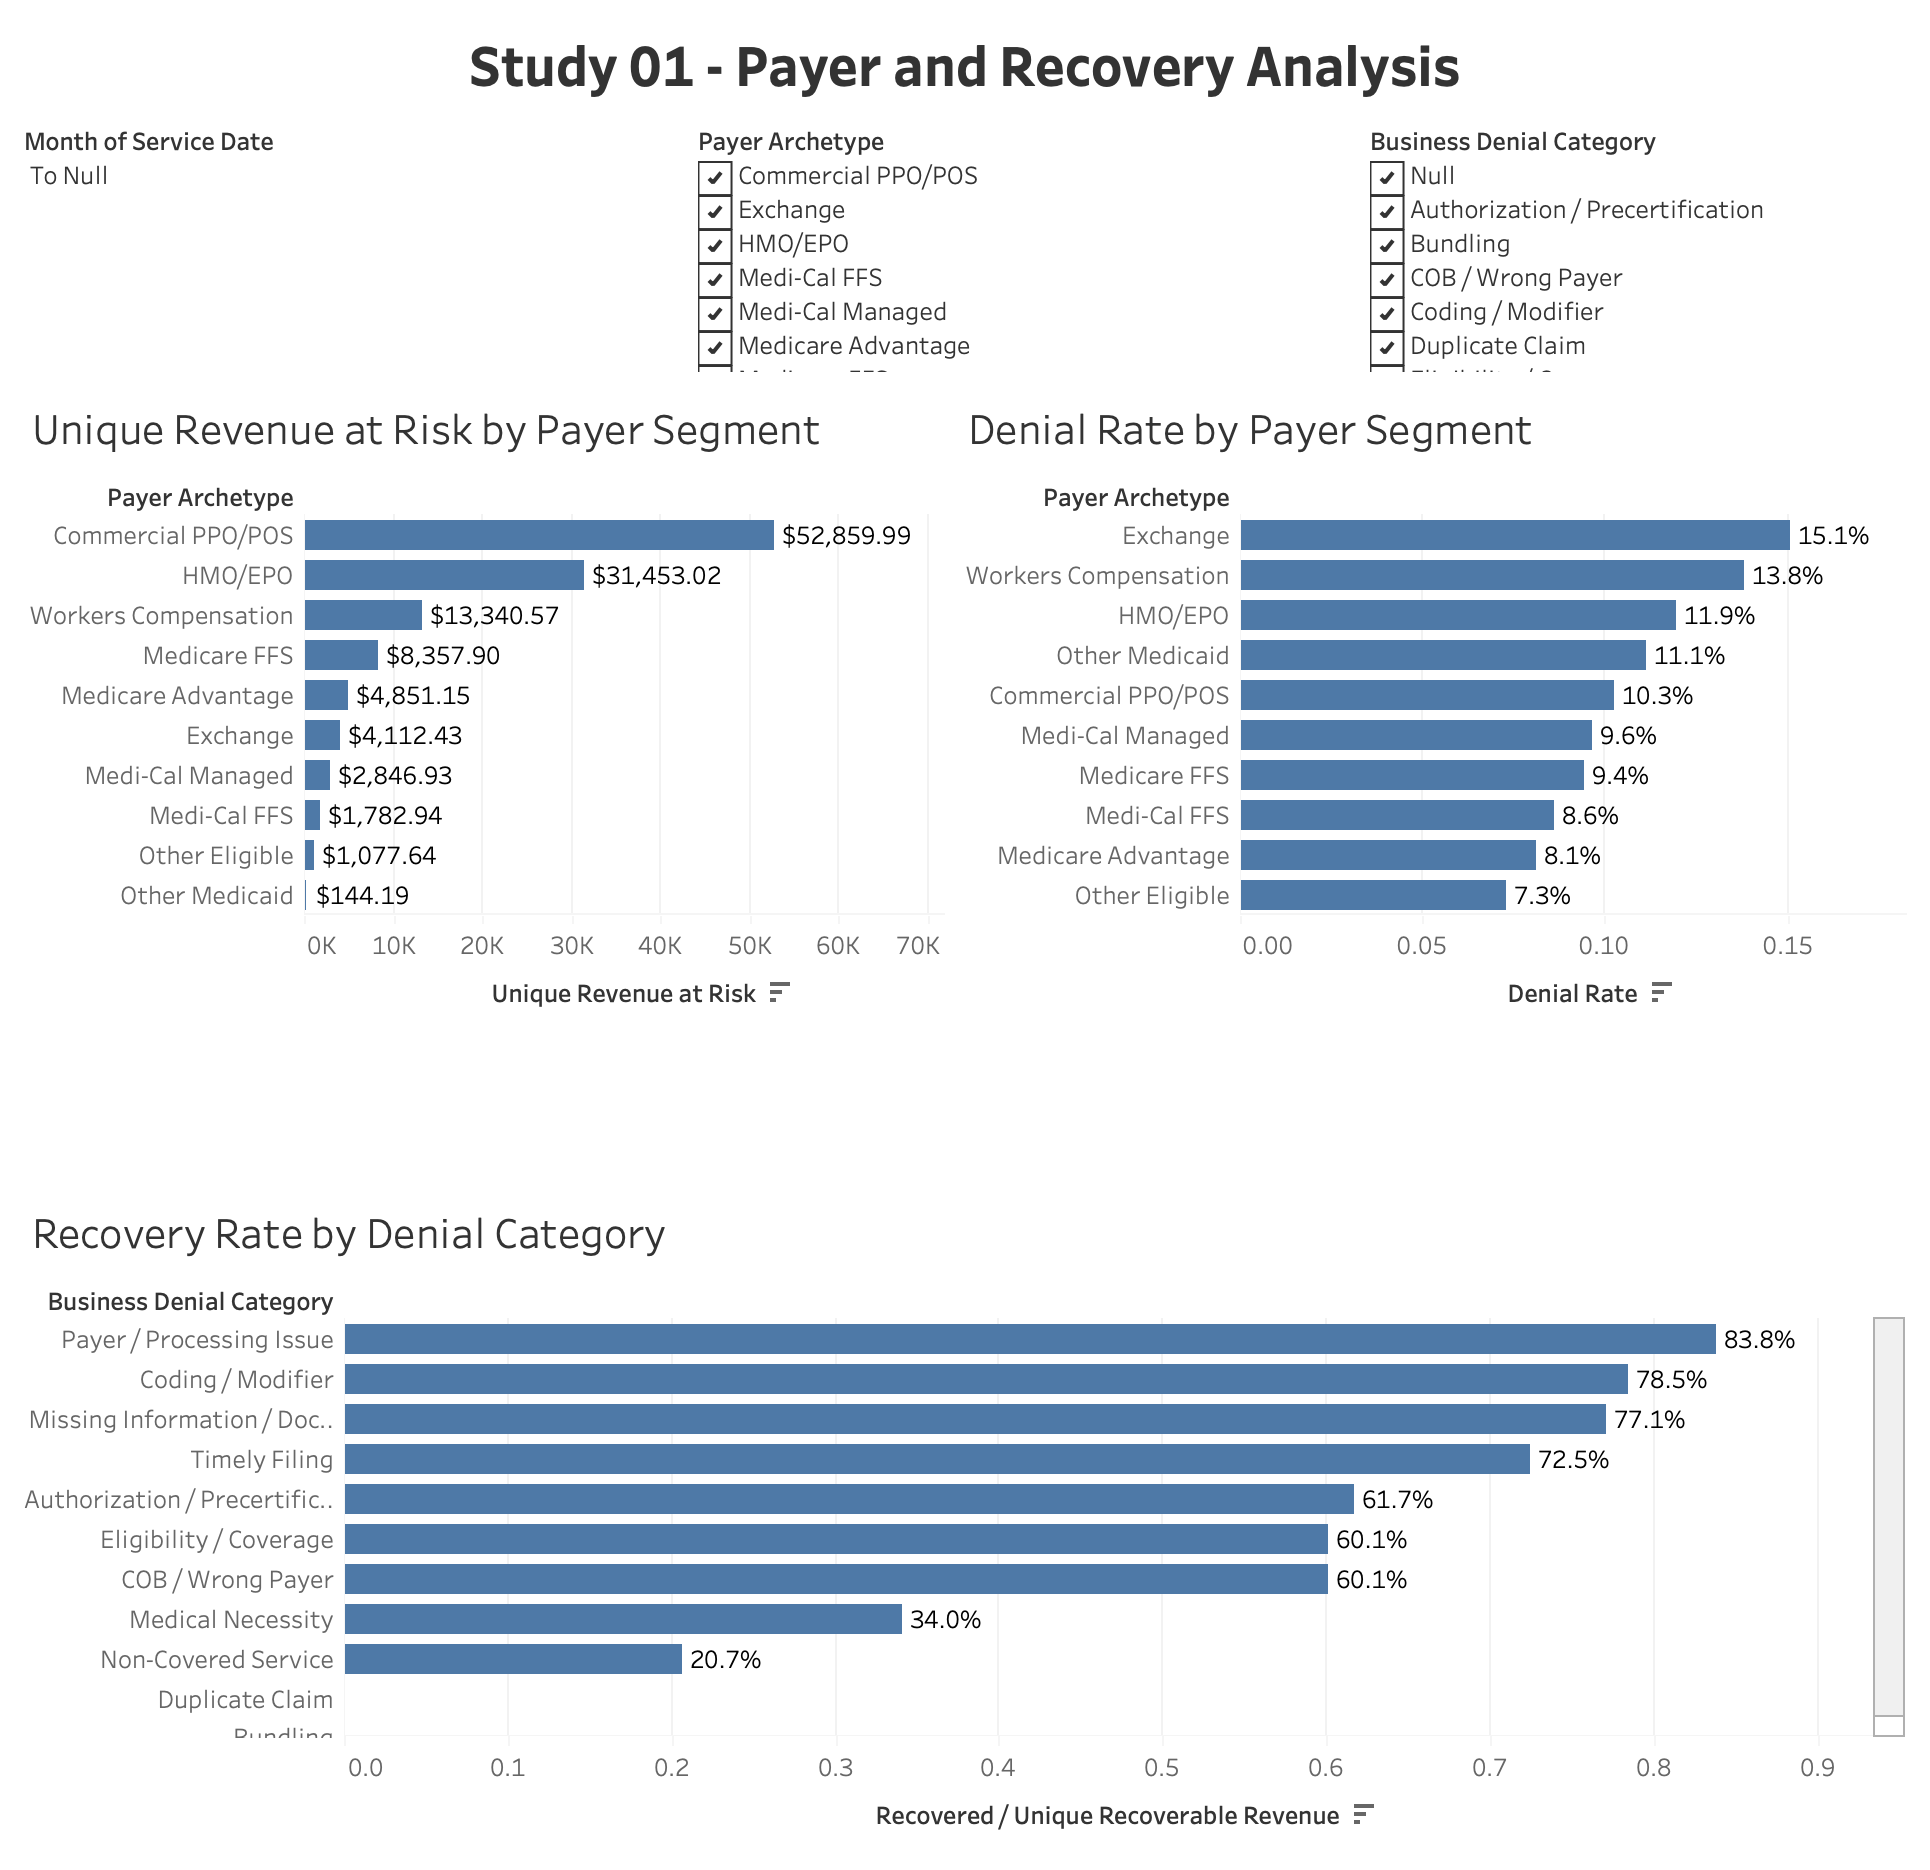 Study 01 - Payer and Recovery Analysis
Month of Service Date
To Null
Payer Archetype
Commercial PPO/POS
Exchange
HMO/EPO
Medi-Cal FFS
Medi-Cal Managed
Medicare Advantage
Business Denial Category
Null
Authorization / Precertification
Bundling
COB / Wrong Payer
Coding / Modifier
Duplicate Claim
Unique Revenue at Risk by Payer Segment
Payer Archetype
Commercial PPO/POS $52,859.99
HMO/EPO $31,453.02
Workers Compensation $13,340.57
Medicare FFS $8,357.90
Medicare Advantage $4,851.15
Exchange $4,112.43
Medi-Cal Managed $2,846.93
Medi-Cal FFS $1,782.94
Other Eligible $1,077.64
Other Medicaid $144.19
0K 10K 20K 30K 40K 50K 60K 70K
Unique Revenue at Risk
Denial Rate by Payer Segment
Payer Archetype
Exchange 15.1%
Workers Compensation 13.8%
HMO/EPO 11.9%
Other Medicaid 11.1%
Commercial PPO/POS 10.3%
Medi-Cal Managed 9.6%
Medicare FFS 9.4%
Medi-Cal FFS 8.6%
Medicare Advantage 8.1%
Other Eligible 7.3%
0.00 0.05 0.10 0.15
Denial Rate
Recovery Rate by Denial Category
Business Denial Category
Payer / Processing Issue 83.8%
Coding / Modifier 78.5%
Missing Information / Doc.. 77.1%
Timely Filing 72.5%
Authorization / Precertific.. 61.7%
Eligibility / Coverage 60.1%
COB / Wrong Payer 60.1%
Medical Necessity 34.0%
Non-Covered Service 20.7%
Duplicate Claim
Bundling
0.0 0.1 0.2 0.3 0.4 0.5 0.6 0.7 0.8 0.9
Recovered / Unique Recoverable Revenue